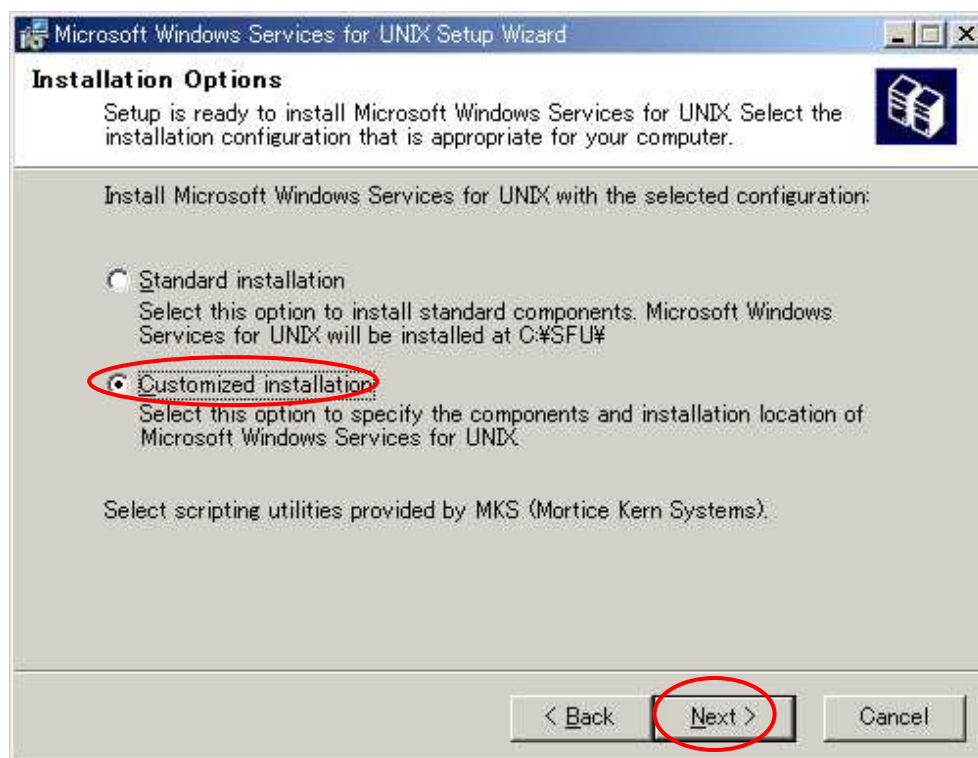 Microsoft Windows Services for UNIX Setup Wizard
Installation Options
Setup is ready to install Microsoft Windows Services for UNIX. Select the
installation configuration that is appropriate for your computer.
Install Microsoft Windows Services for UNIX with the selected configuration:
Standard installation
Select this option to install standard components. Microsoft Windows
Services for UNIX will be installed at C:¥SFU¥
Customized installation
Select this option to specify the components and installation location of
Microsoft Windows Services for UNIX.
Select scripting utilities provided by MKS (Mortice Kern Systems).
< Back Next > Cancel